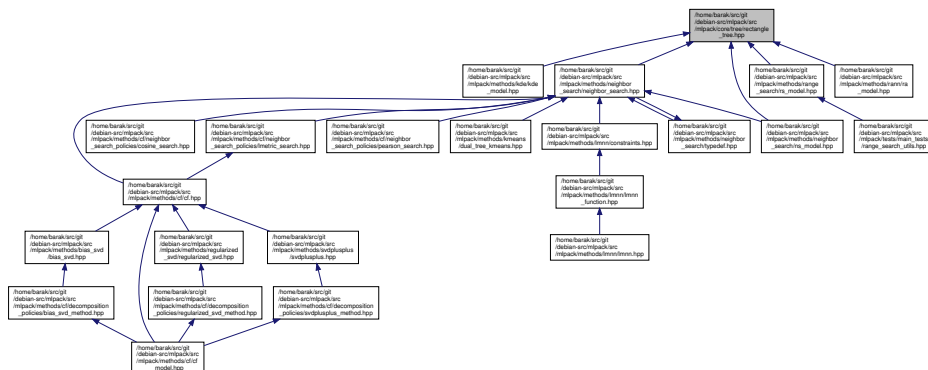 /home/barak/src/git
/debian-src/mlpack/src
/mlpack/core/tree/rectangle
_tree.hpp
/home/barak/src/git
/debian-src/mlpack/src
/mlpack/methods/kde/kde
_model.hpp
/home/barak/src/git
/debian-src/mlpack/src
/mlpack/methods/neighbor
_search/neighbor_search.hpp
/home/barak/src/git
/debian-src/mlpack/src
/mlpack/methods/range
_search/rs_model.hpp
/home/barak/src/git
/debian-src/mlpack/src
/mlpack/methods/rann/ra
_model.hpp
/home/barak/src/git
/debian-src/mlpack/src
/mlpack/methods/cf/neighbor
_search_policies/cosine_search.hpp
/home/barak/src/git
/debian-src/mlpack/src
/mlpack/methods/cf/neighbor
_search_policies/lmetric_search.hpp
/home/barak/src/git
/debian-src/mlpack/src
/mlpack/methods/cf/neighbor
_search_policies/pearson_search.hpp
/home/barak/src/git
/debian-src/mlpack/src
/mlpack/methods/kmeans
/dual_tree_kmeans.hpp
/home/barak/src/git
/debian-src/mlpack/src
/mlpack/methods/lmnn/constraints.hpp
/home/barak/src/git
/debian-src/mlpack/src
/mlpack/methods/neighbor
_search/typedef.hpp
/home/barak/src/git
/debian-src/mlpack/src
/mlpack/methods/neighbor
_search/ns_model.hpp
/home/barak/src/git
/debian-src/mlpack/src
/mlpack/tests/main_tests
/range_search_utils.hpp
/home/barak/src/git
/debian-src/mlpack/src
/mlpack/methods/cf/cf.hpp
/home/barak/src/git
/debian-src/mlpack/src
/mlpack/methods/lmnn/lmnn
_function.hpp
/home/barak/src/git
/debian-src/mlpack/src
/mlpack/methods/bias_svd
/bias_svd.hpp
/home/barak/src/git
/debian-src/mlpack/src
/mlpack/methods/regularized
_svd/regularized_svd.hpp
/home/barak/src/git
/debian-src/mlpack/src
/mlpack/methods/svdplusplus
/svdplusplus.hpp
/home/barak/src/git
/debian-src/mlpack/src
/mlpack/methods/lmnn/lmnn.hpp
/home/barak/src/git
/debian-src/mlpack/src
/mlpack/methods/cf/decomposition
_policies/bias_svd_method.hpp
/home/barak/src/git
/debian-src/mlpack/src
/mlpack/methods/cf/decomposition
_policies/regularized_svd_method.hpp
/home/barak/src/git
/debian-src/mlpack/src
/mlpack/methods/cf/decomposition
_policies/svdplusplus_method.hpp
/home/barak/src/git
/debian-src/mlpack/src
/mlpack/methods/cf/cf
_model.hpp